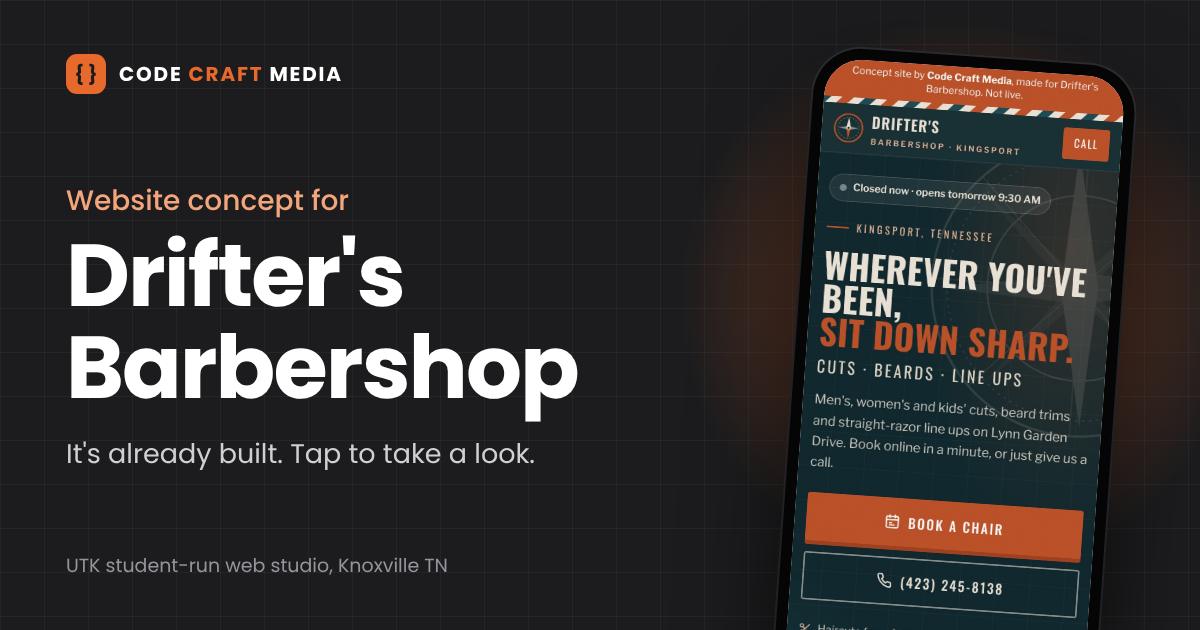 { } CODE CRAFT MEDIA
Website concept for
Drifter's
Barbershop
It's already built. Tap to take a look.
UTK student-run web studio, Knoxville TN
Concept site by Code Craft Media, made for Drifter's
Barbershop. Not live.
DRIFTER'S
BARBERSHOP · KINGSPORT
CALL
Closed now · opens tomorrow 9:30 AM
KINGSPORT, TENNESSEE
WHEREVER YOU'VE
BEEN,
SIT DOWN SHARP.
CUTS · BEARDS · LINE UPS
Men's, women's and kids' cuts, beard trims
and straight-razor line ups on Lynn Garden
Drive. Book online in a minute, or just give us a
call.
BOOK A CHAIR
(423) 245-8138